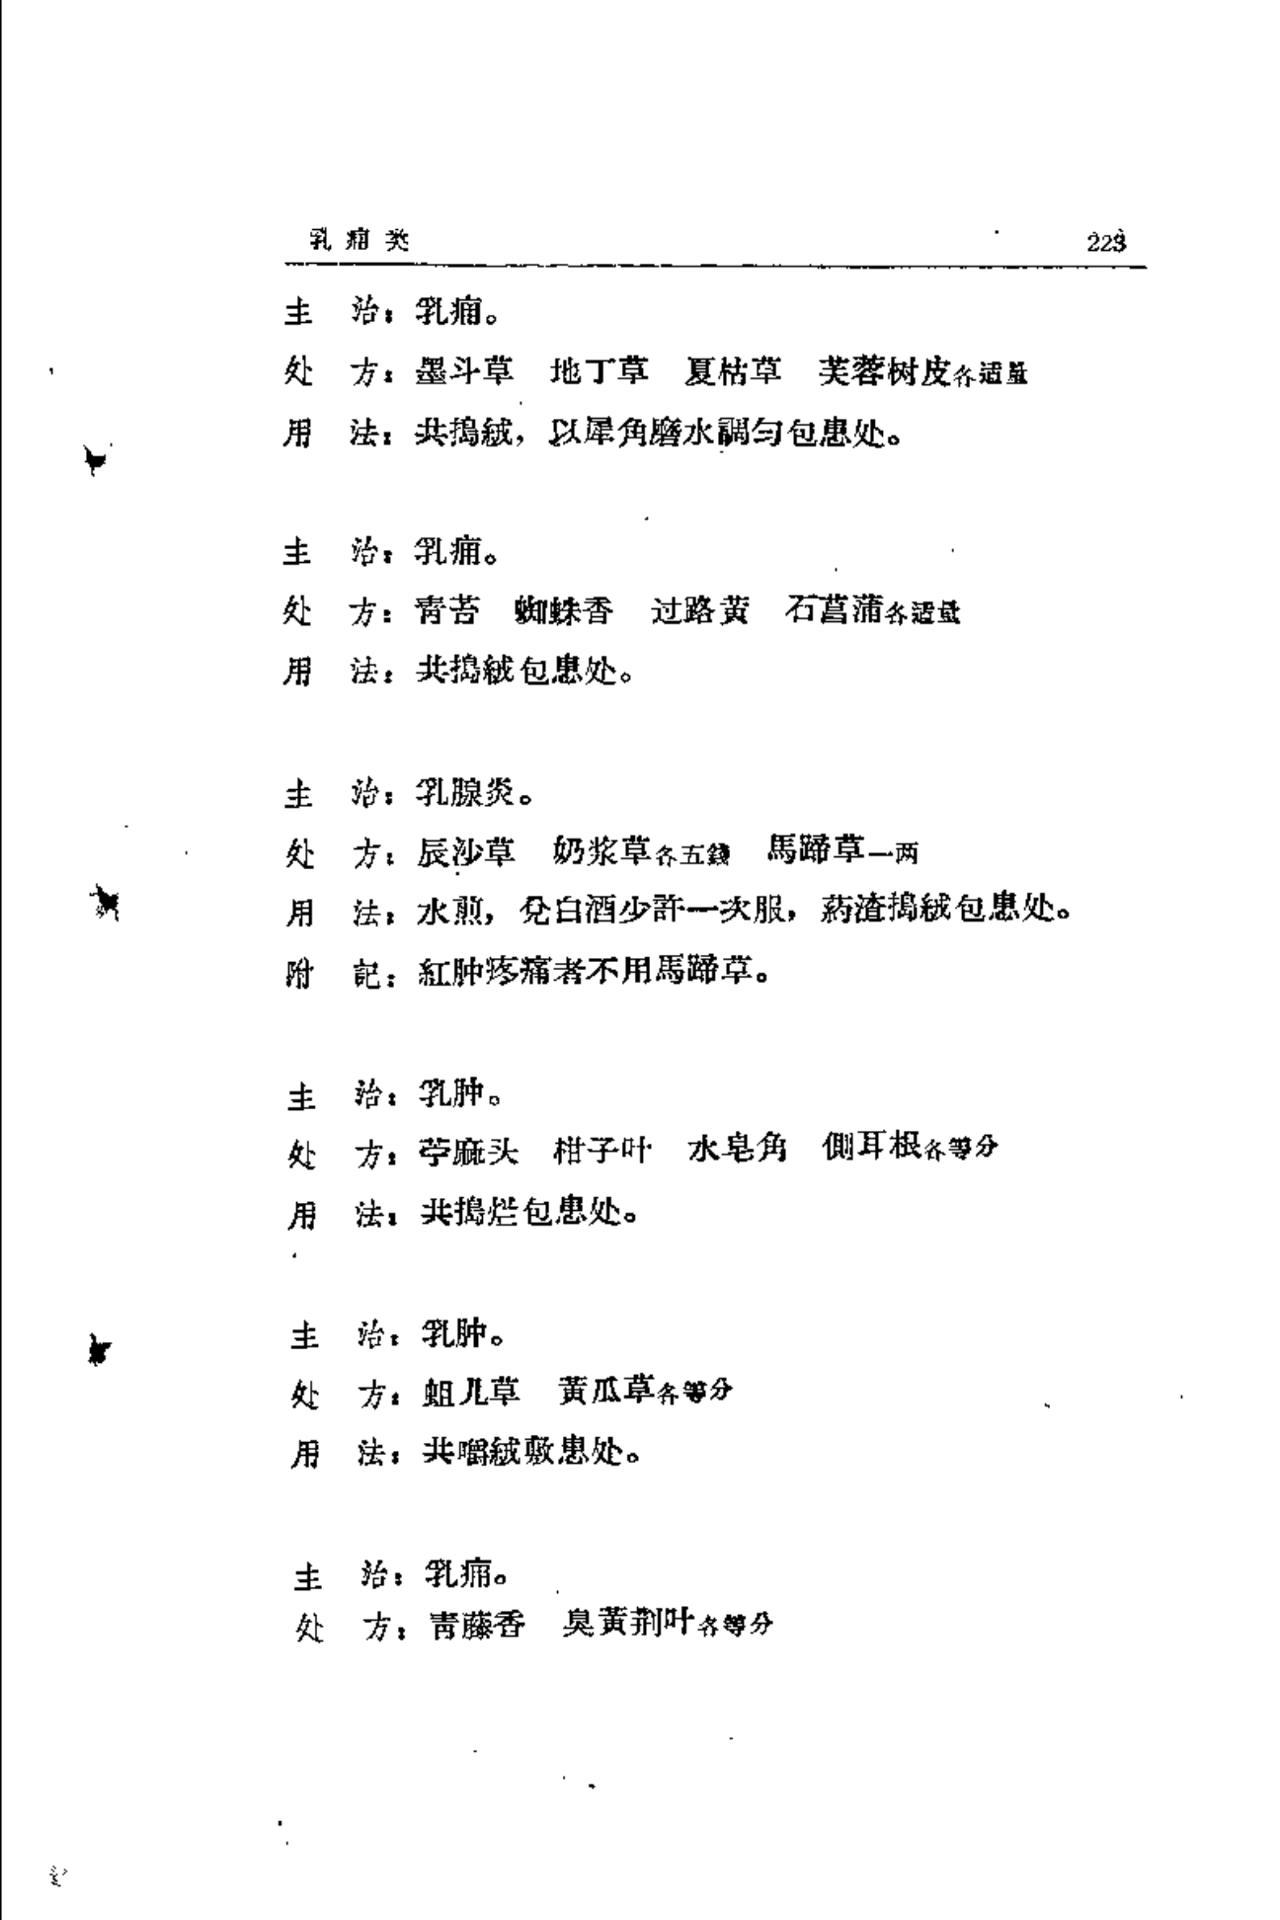 乳痈类 223
主　治：乳痈。
处　方：墨斗草　地丁草　夏枯草　芙蓉树皮各适量
用　法：共搗絨，以犀角磨水調匀包患处。
主　治：乳痈。
处　方：青苔　蜘蛛香　过路黄　石菖蒲各适量
用　法：共搗絨包患处。
主　治：乳腺炎。
处　方：辰沙草　奶浆草各五錢　馬蹄草一两
用　法：水煎，兌白酒少許一次服，葯渣搗絨包患处。
附　記：紅肿疼痛者不用馬蹄草。
主　治：乳肿。
处　方：苧麻头　柑子叶　水皂角　側耳根各等分
用　法：共搗烂包患处。
主　治：乳肿。
处　方：蛆儿草　黄瓜草各等分
用　法：共嚼絨敷患处。
主　治：乳痈。
处　方：青藤香　臭黄荆叶各等分